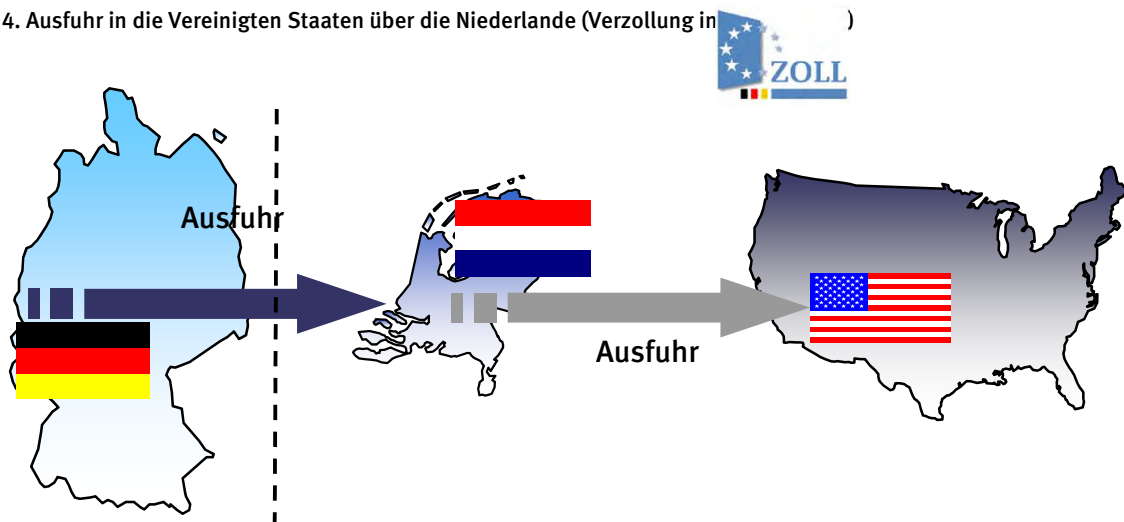 4. Ausfuhr in die Vereinigten Staaten über die Niederlande (Verzollung in )
ZOLL
Ausfuhr
Ausfuhr